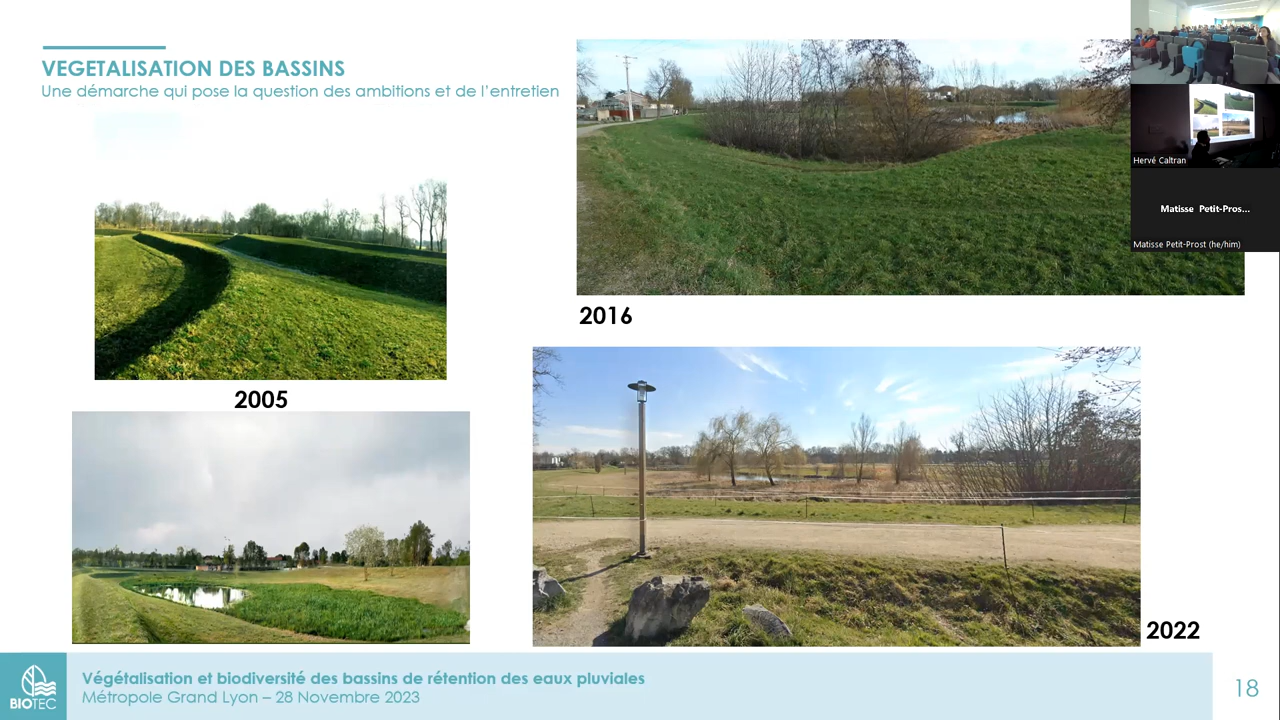 VEGETALISATION DES BASSINS
Une démarche qui pose la question des ambitions et de l'entretien
2005
2016
2022
Hervé Caltran
Matisse Petit-Pros...
Matisse Petit-Prost (he/him)
BIOTEC
Végétalisation et biodiversité des bassins de rétention des eaux pluviales
Métropole Grand Lyon – 28 Novembre 2023
18